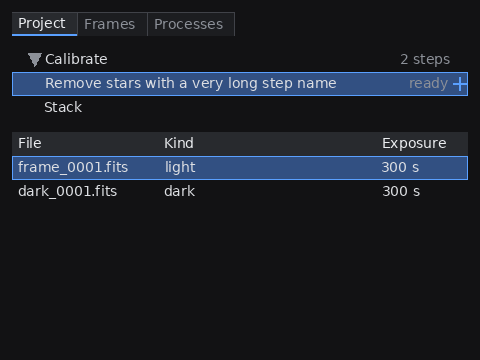 Project Frames Processes
Calibrate 2 steps
Remove stars with a very long step name ready
Stack
File Kind Exposure
frame_0001.fits light 300 s
dark_0001.fits dark 300 s